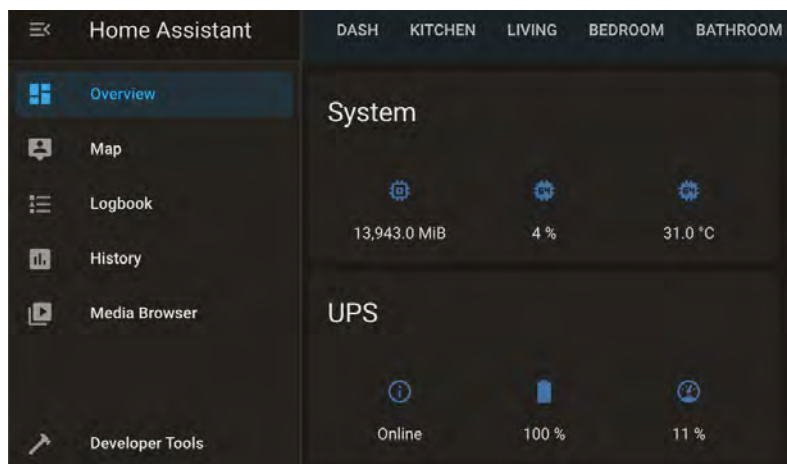 Home Assistant
DASH KITCHEN LIVING BEDROOM BATHROOM
Overview
Map
Logbook
History
Media Browser
Developer Tools
System
13,943.0 MiB 4 % 31.0 °C
UPS
Online 100 % 11 %